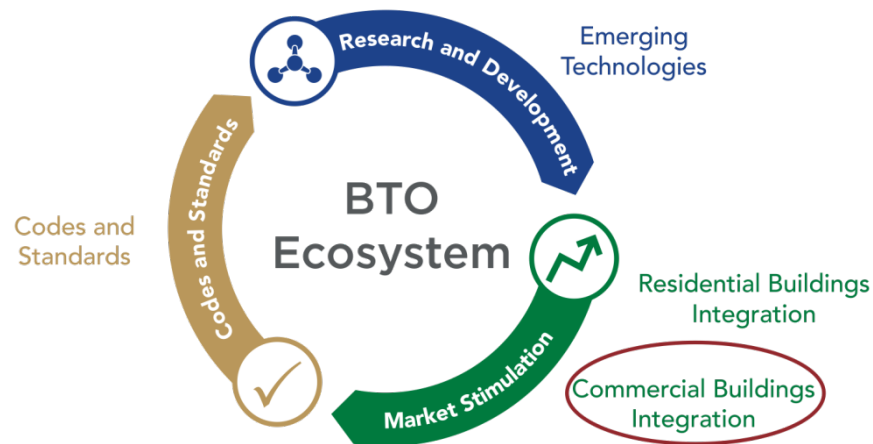 Research and Development
Emerging
Technologies
Codes and Standards
BTO
Ecosystem
Codes and
Standards
Residential Buildings
Integration
Market Stimulation
Commercial Buildings
Integration